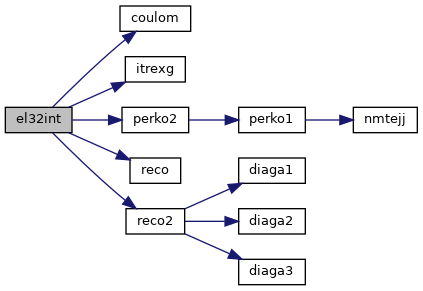 coulom
itrexg
el32int
perko2
perko1
nmtejj
reco
diaga1
reco2
diaga2
diaga3